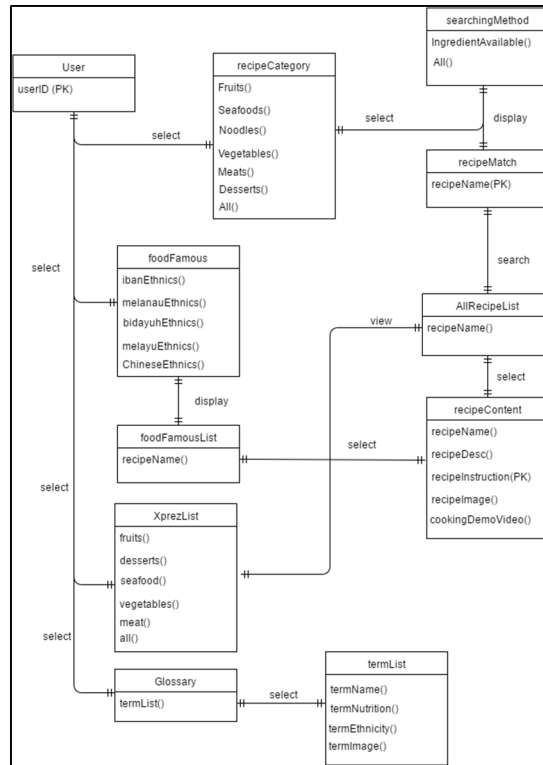 User
userID (PK)
recipeCategory
Fruits()
Seafoods()
Noodles()
Vegetables()
Meats()
Desserts()
All()
searchingMethod
IngredientAvailable()
All()
select
select
display
recipeMatch
recipeName(PK)
search
select
foodFamous
ibanEthnics()
melanauEthnics()
bidayuhEthnics()
melayuEthnics()
ChineseEthnics()
view
AllRecipeList
recipeName()
select
display
foodFamousList
recipeName()
select
recipeContent
recipeName()
recipeDesc()
recipeInstruction(PK)
recipeImage()
cookingDemoVideo()
select
XprezList
fruits()
desserts()
seafood()
vegetables()
meat()
all()
select
Glossary
termList()
select
termList
termName()
termNutrition()
termEthnicity()
termImage()